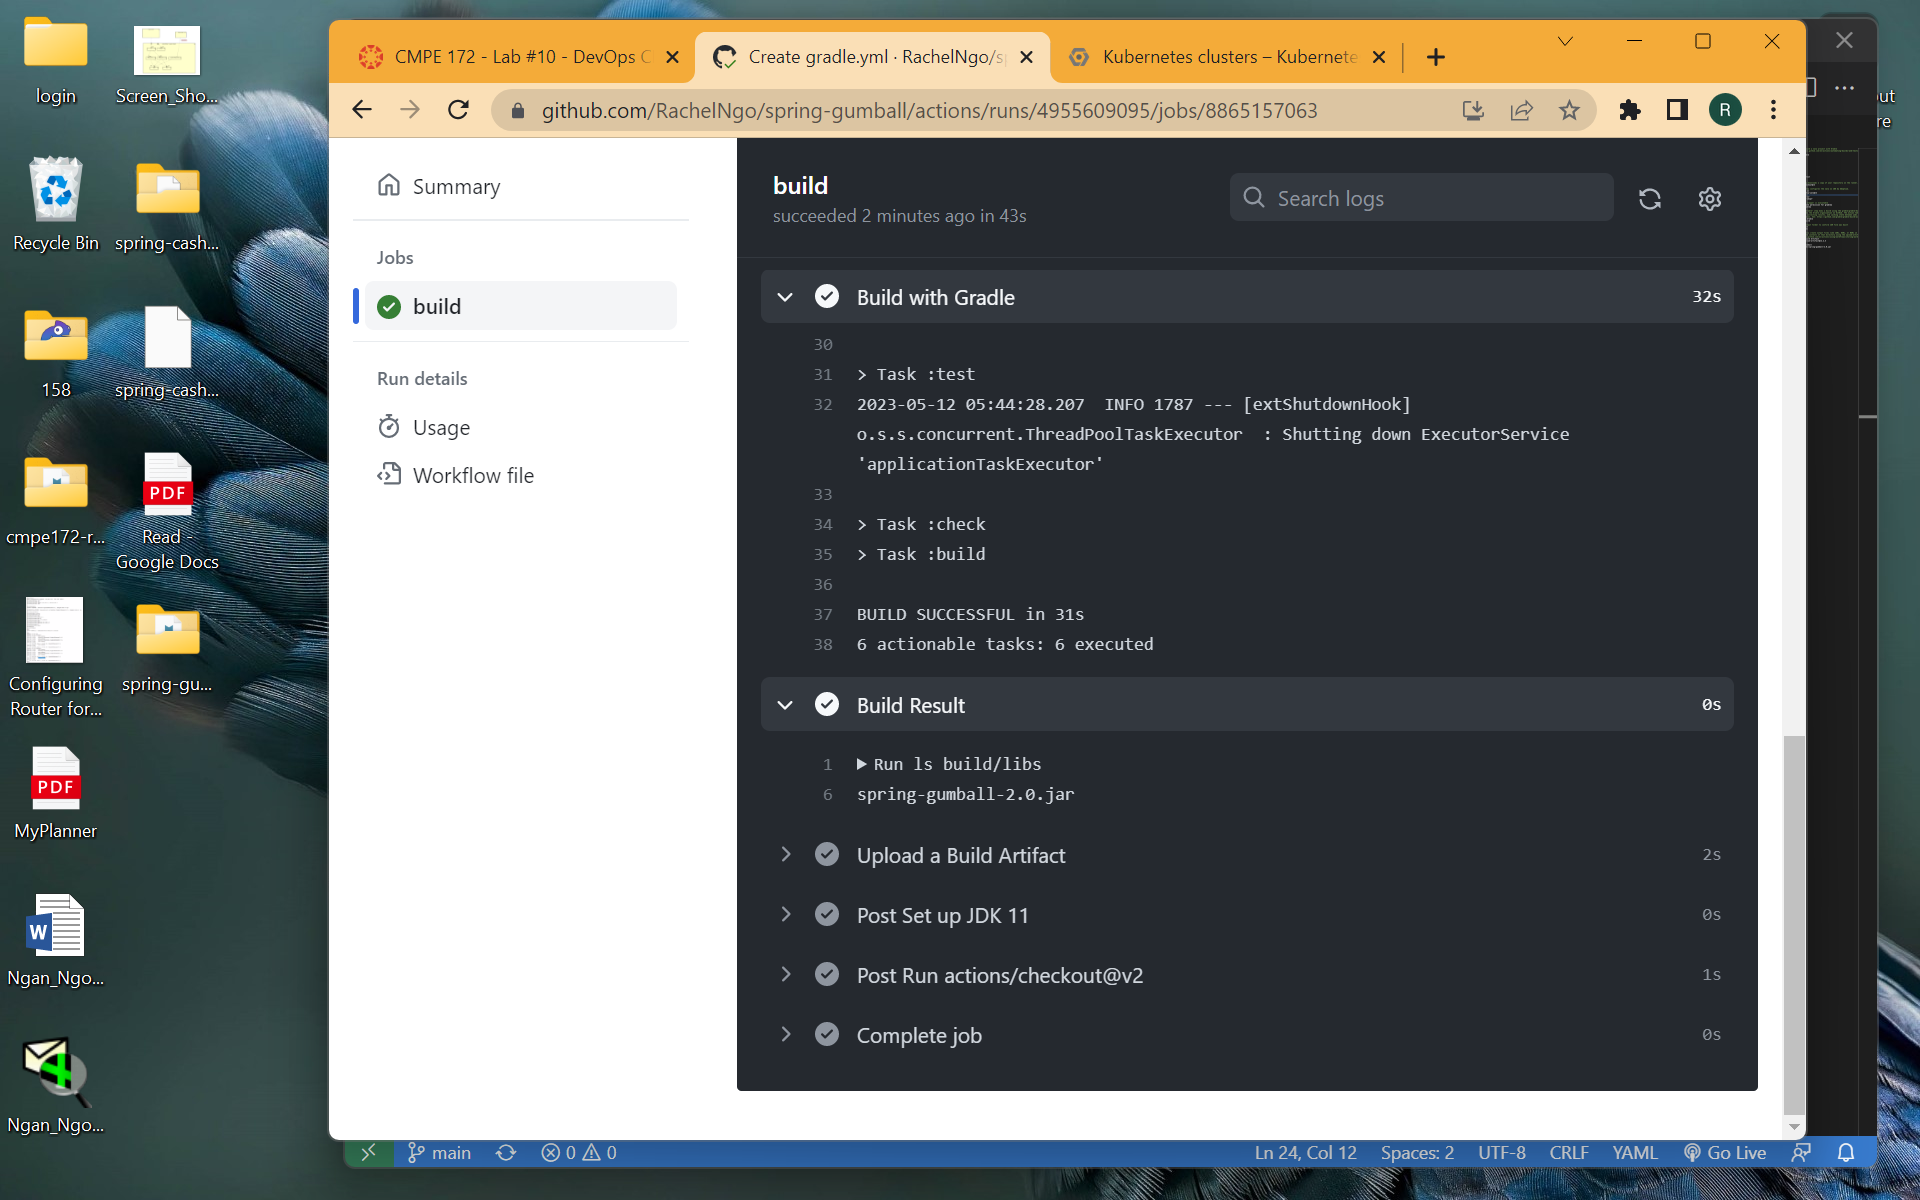 login
Screen_Sho...
Recycle Bin
spring-cash...
158
spring-cash...
cmpe172-r...
PDF
Read -
Google Docs
Configuring
Router for...
spring-gu...
PDF
MyPlanner
W
Ngan_Ngo...
Ngan_Ngo...
CMPE 172 - Lab #10 - DevOps C
Create gradle.yml · RachelNgo/sp
Kubernetes clusters – Kubernete
github.com/RachelNgo/spring-gumball/actions/runs/4955609095/jobs/8865157063
R
Summary
Jobs
build
Run details
Usage
Workflow file
build
succeeded 2 minutes ago in 43s
Search logs
Build with Gradle 32s
30
31 > Task :test
32 2023-05-12 05:44:28.207  INFO 1787 --- [extShutdownHook]
o.s.s.concurrent.ThreadPoolTaskExecutor  : Shutting down ExecutorService
'applicationTaskExecutor'
33
34 > Task :check
35 > Task :build
36
37 BUILD SUCCESSFUL in 31s
38 6 actionable tasks: 6 executed
Build Result 0s
1 Run ls build/libs
6 spring-gumball-2.0.jar
Upload a Build Artifact 2s
Post Set up JDK 11 0s
Post Run actions/checkout@v2 1s
Complete job 0s
main 0 0 Ln 24, Col 12 Spaces: 2 UTF-8 CRLF YAML Go Live